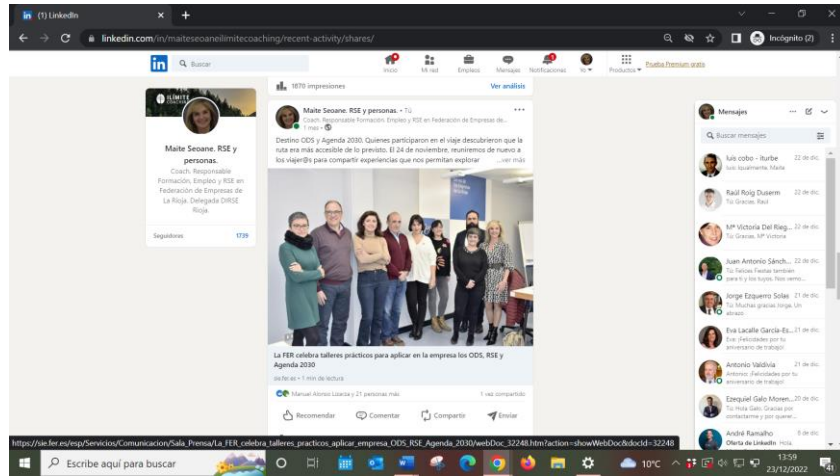 (1) LinkedIn
linkedin.com/in/maiteseoaneilimitecoaching/recent-activity/shares/
Incógnito (2)
in
Buscar
Inicio
Mi red
Empleos
Mensajes
Notificaciones
Yo
Productos
Prueba Premium gratis
1870 impresiones
Ver análisis
ILÍMITE
COACHING
Maite Seoane. RSE y
personas.
Coach. Responsable
Formación, Empleo y RSE en
Federación de Empresas de
La Rioja. Delegada DIRSE
Rioja.
Seguidores
1739
Maite Seoane. RSE y personas. • Tú
Coach. Responsable Formación, Empleo y RSE en Federación de Empresas de...
1 mes •
Destino ODS y Agenda 2030. Quienes participaron en el viaje descubrieron que la
ruta era más accesible de lo previsto. El 24 de noviembre, reuniremos de nuevo a
los viajer@s para compartir experiencias que nos permitan explorar ...ver más
La FER celebra talleres prácticos para aplicar en la empresa los ODS, RSE y
Agenda 2030
sie.fer.es • 1 min de lectura
Manuel Alonso Lizarza y 21 personas más
1 vez compartido
Recomendar
Comentar
Compartir
Enviar
Mensajes
Buscar mensajes
luis cobo - iturbe 22 de dic.
luis: Igualmente, Maite
Raúl Roig Duserm 22 de dic.
Tú: Gracias, Raúl
Mª Victoria Del Rieg... 22 de dic.
Tú: Gracias, Mª Victoria
Juan Antonio Sánch... 22 de dic.
Tú: Felices Fiestas también
para ti y los tuyos. Nos vemo...
Jorge Ezquerro Solas 21 de dic.
Tú: Muchas gracias Jorge. Un
abrazo
Eva Lacalle García-Es... 21 de dic.
Eva: ¡Felicidades por tu
aniversario de trabajo!
Antonio Valdivia 21 de dic.
Antonio: ¡Felicidades por tu
aniversario de trabajo!
Ezequiel Galo Moren... 20 de dic.
Tú: Hola Galo. Gracias por
contactarme y por querer...
André Ramalho 8 de dic.
Oferta de LinkedIn Hola,
https://sie.fer.es/esp/Servicios/Comunicacion/Sala_Prensa/La_FER_celebra_talleres_practicos_aplicar_empresa_ODS_RSE_Agenda_2030/webDoc_32248.htm?action=showWebDoc&docId=32248
Escribe aquí para buscar
10°C
13:59
23/12/2022